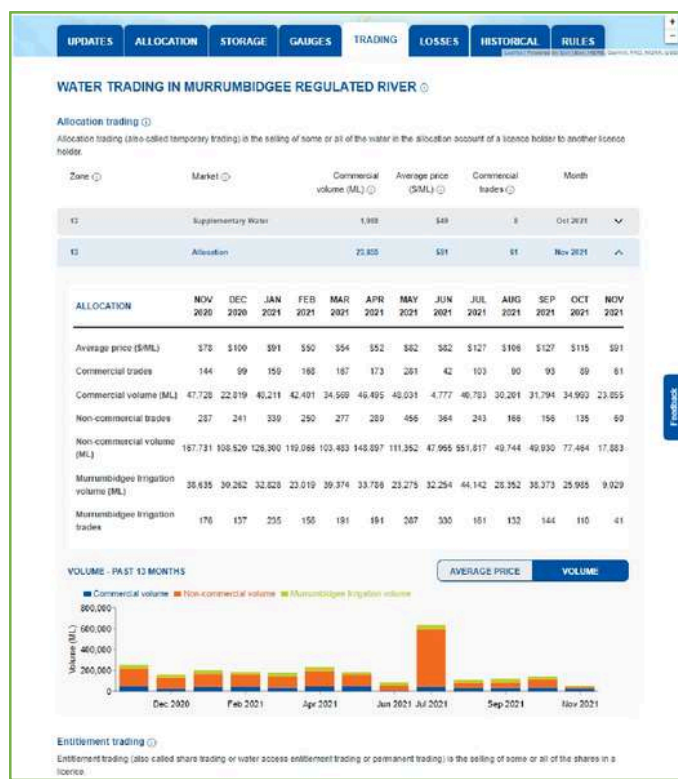 UPDATES ALLOCATION STORAGE GAUGES TRADING LOSSES HISTORICAL RULES
+
−
WATER TRADING IN MURRUMBIDGEE REGULATED RIVER
Allocation trading
Allocation trading (also called temporary trading) is the selling of some or all of the water in the allocation account of a licence holder to another licence
holder.
Zone Market Commercial volume (ML) Average price ($/ML) Commercial trades Month
13 Supplementary Water $40 Oct 2021
13 Allocation 23,855 $91 61 Nov 2021
ALLOCATION NOV 2020 DEC 2020 JAN 2021 FEB 2021 MAR 2021 APR 2021 MAY 2021 JUN 2021 JUL 2021 AUG 2021 SEP 2021 OCT 2021 NOV 2021
Average price ($/ML) $78 $100 $91 $50 $54 $52 $82 $82 $127 $106 $127 $115 $91
Commercial trades 144 99 159 168 167 173 281 42 103 90 93 89 61
Commercial volume (ML) 47,728 22,819 40,211 42,401 34,569 46,495 48,031 4,777 40,783 30,201 31,794 34,993 23,855
Non-commercial trades 287 241 339 250 277 289 456 364 243 166 156 135 60
Non-commercial volume
(ML) 167,731 108,520 126,300 119,066 103,483 148,897 111,352 47,965 551,817 49,744 49,930 77,464 17,883
Murrumbidgee Irrigation
volume (ML) 38,635 30,262 32,828 23,019 39,374 33,786 23,275 32,254 44,142 28,352 38,373 25,985 9,029
Murrumbidgee Irrigation
trades 176 137 235 156 191 191 267 330 161 132 144 110 41
Feedback
VOLUME - PAST 13 MONTHS AVERAGE PRICE VOLUME
Commercial volume Non-commercial volume Murrumbidgee Irrigation volume
Volume (ML)
800,000
600,000
400,000
200,000
0
Dec 2020 Feb 2021 Apr 2021 Jun 2021 Jul 2021 Sep 2021 Nov 2021
Entitlement trading
Entitlement trading (also called share trading or water access entitlement trading or permanent trading) is the selling of some or all of the shares in a
licence.